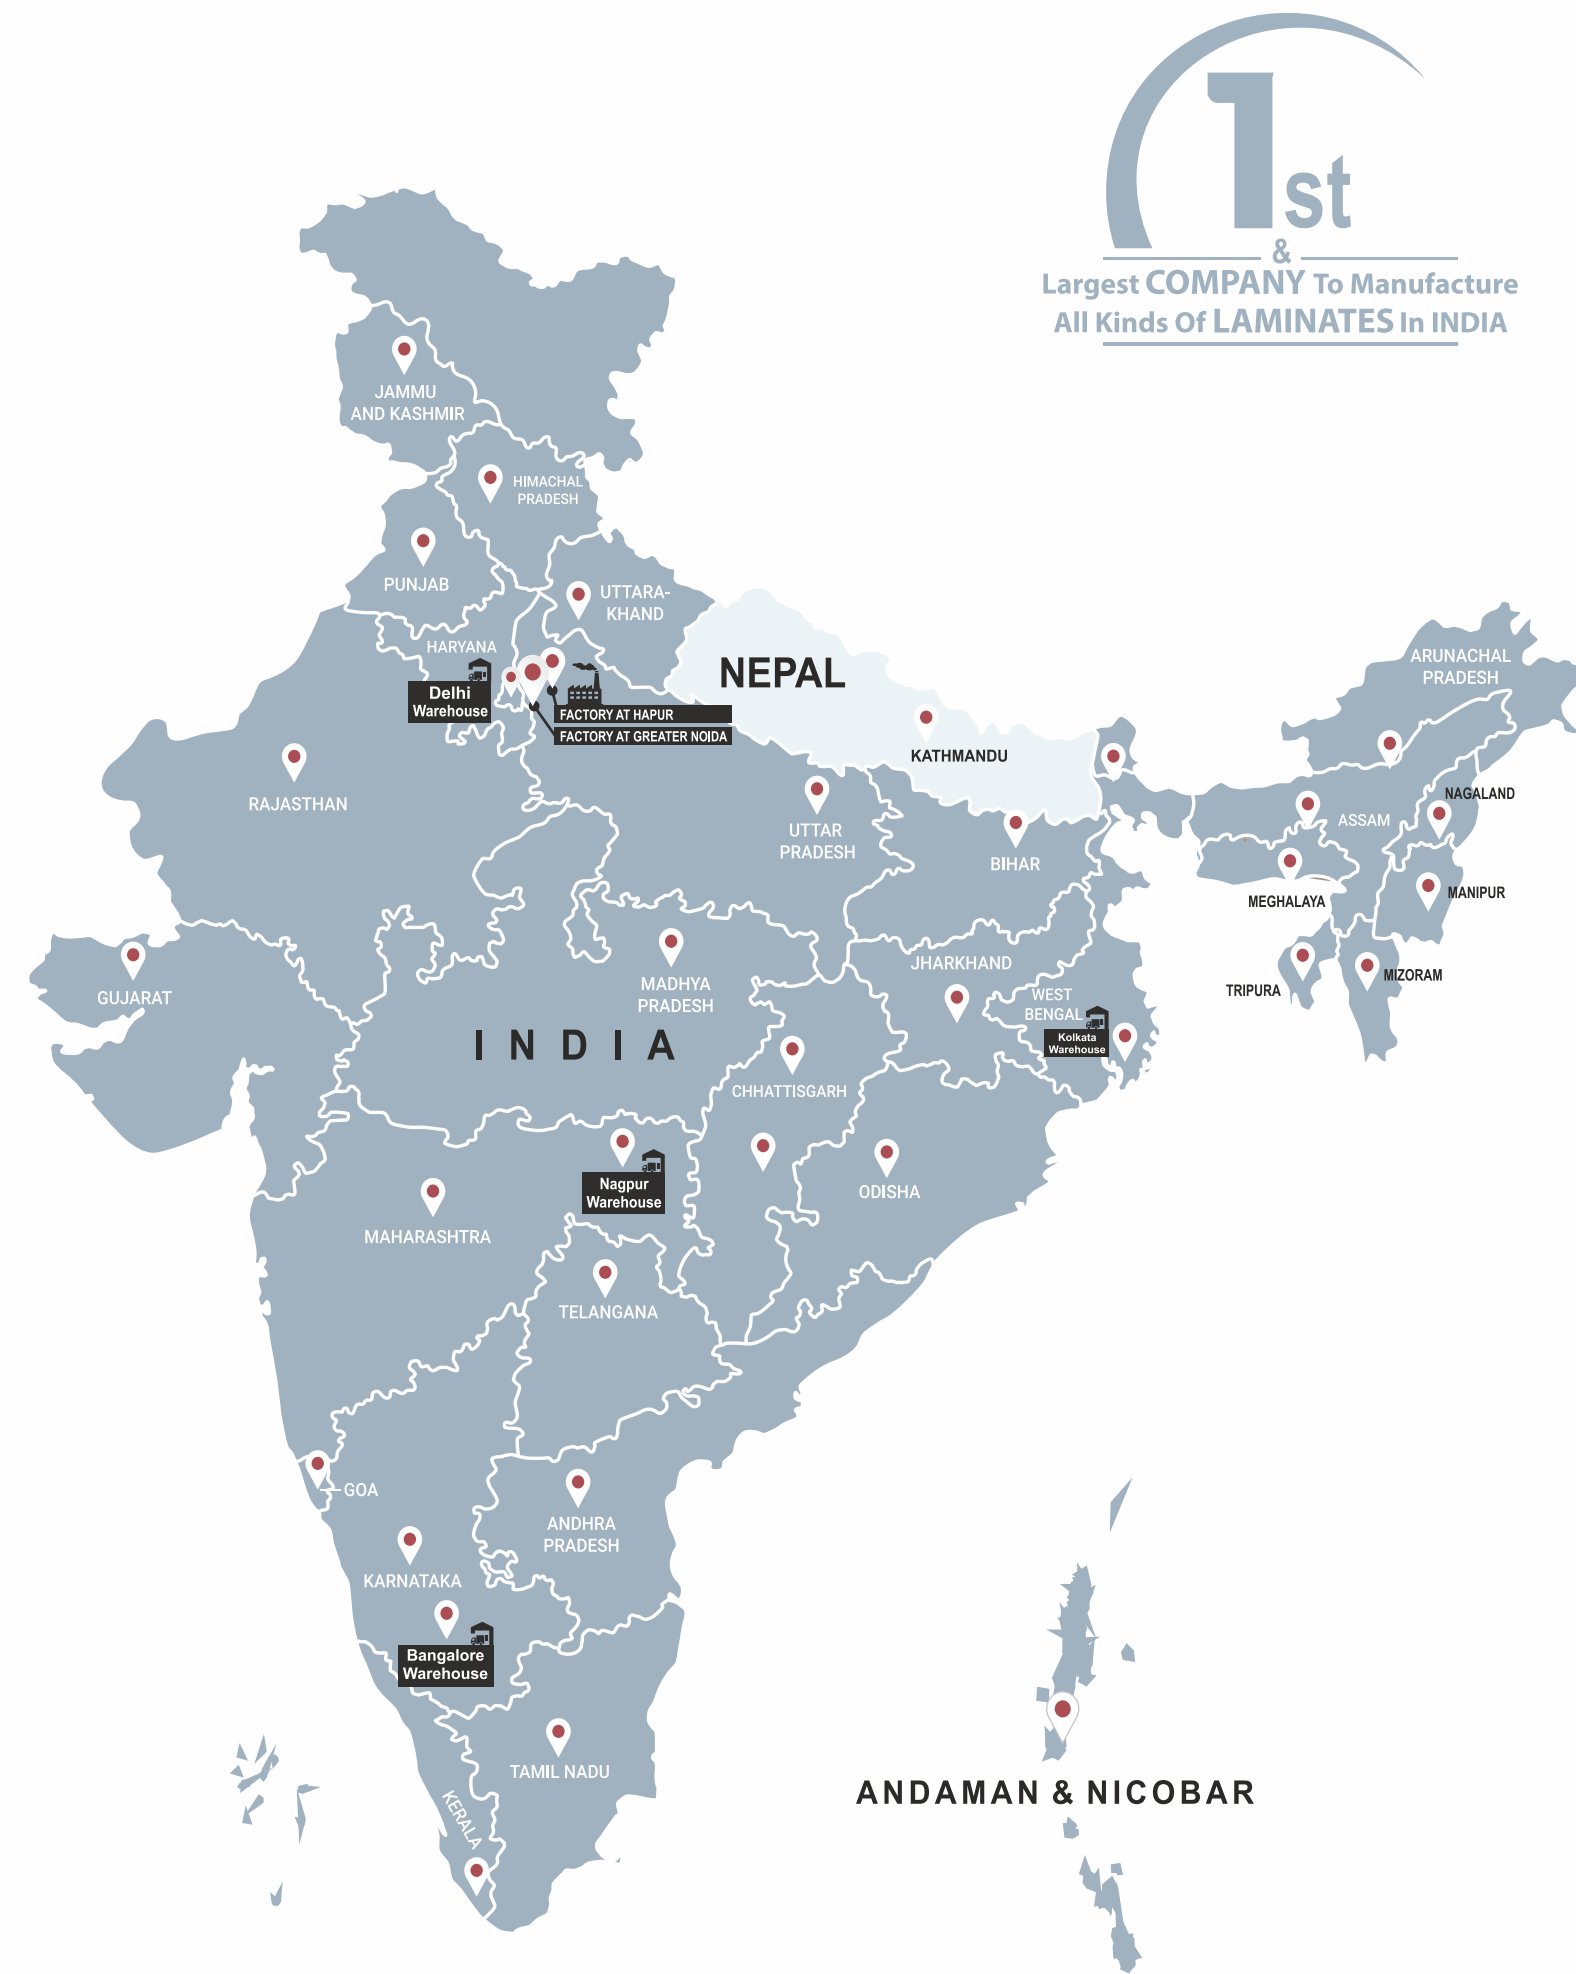 1st
&
Largest COMPANY To Manufacture
All Kinds Of LAMINATES In INDIA
JAMMU
AND KASHMIR
HIMACHAL
PRADESH
PUNJAB
UTTARA-
KHAND
HARYANA
Delhi
Warehouse
FACTORY AT HAPUR
FACTORY AT GREATER NOIDA
NEPAL
KATHMANDU
ARUNACHAL
PRADESH
RAJASTHAN
UTTAR
PRADESH
BIHAR
NAGALAND
ASSAM
MEGHALAYA
MANIPUR
GUJARAT
MADHYA
PRADESH
JHARKHAND
WEST
BENGAL
Kolkata
Warehouse
TRIPURA
MIZORAM
INDIA
CHHATTISGARH
Nagpur
Warehouse
ODISHA
MAHARASHTRA
TELANGANA
GOA
ANDHRA
PRADESH
KARNATAKA
Bangalore
Warehouse
TAMIL NADU
KERALA
ANDAMAN & NICOBAR